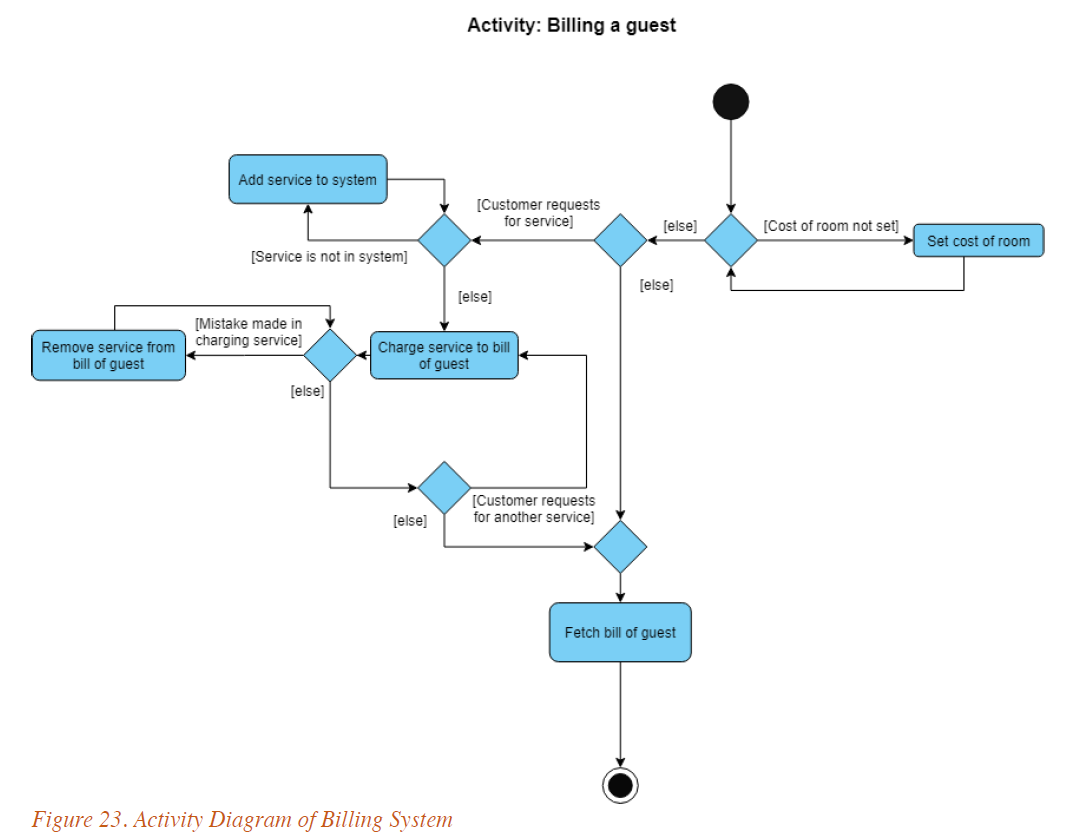 Activity: Billing a guest
Add service to system
[Customer requests
for service]
[else]
[Cost of room not set]
Set cost of room
[Service is not in system]
[else]
[else]
[Mistake made in
charging service]
Remove service from
bill of guest
Charge service to bill
of guest
[else]
[Customer requests
for another service]
[else]
Fetch bill of guest
Figure 23. Activity Diagram of Billing System